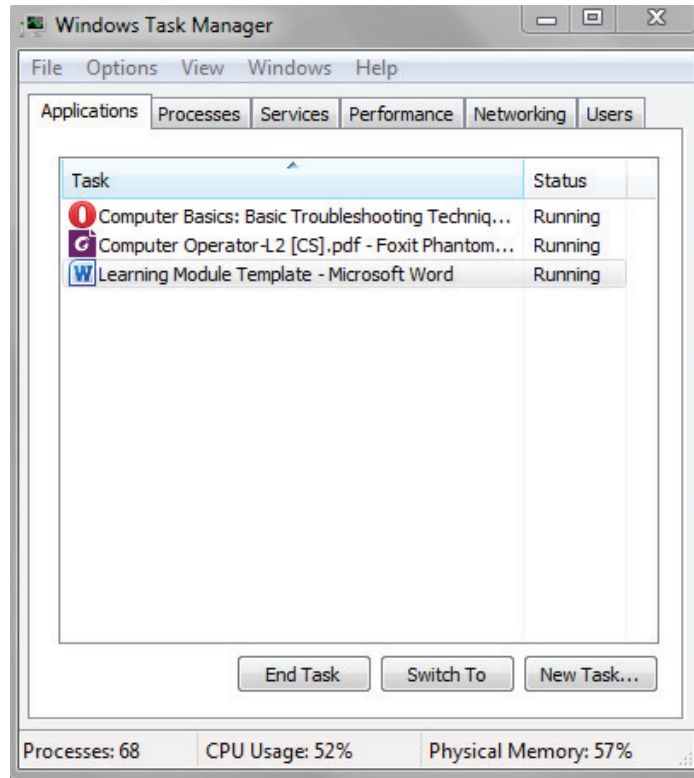 Windows Task Manager
File Options View Windows Help
Applications Processes Services Performance Networking Users
Task Status
Computer Basics: Basic Troubleshooting Techniq... Running
Computer Operator-L2 [CS].pdf - Foxit Phantom... Running
Learning Module Template - Microsoft Word Running
End Task Switch To New Task...
Processes: 68 CPU Usage: 52% Physical Memory: 57%